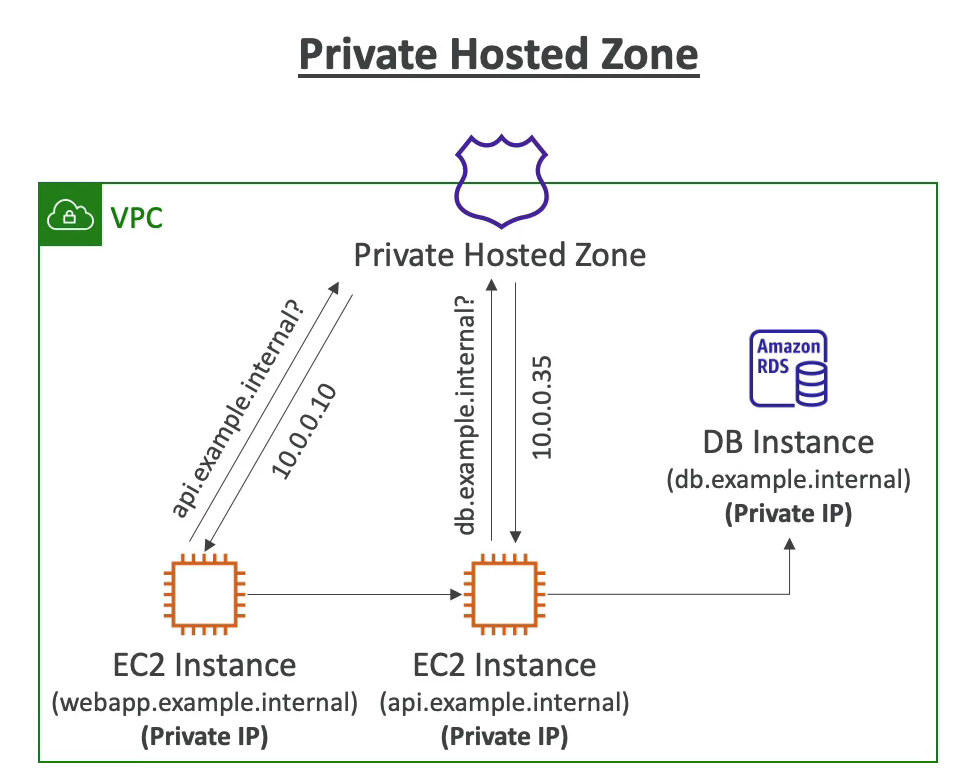 Private Hosted Zone
VPC
Private Hosted Zone
api.example.internal?
10.0.0.10
db.example.internal?
10.0.0.35
Amazon
RDS
DB Instance
(db.example.internal)
(Private IP)
EC2 Instance
(webapp.example.internal)
(Private IP)
EC2 Instance
(api.example.internal)
(Private IP)